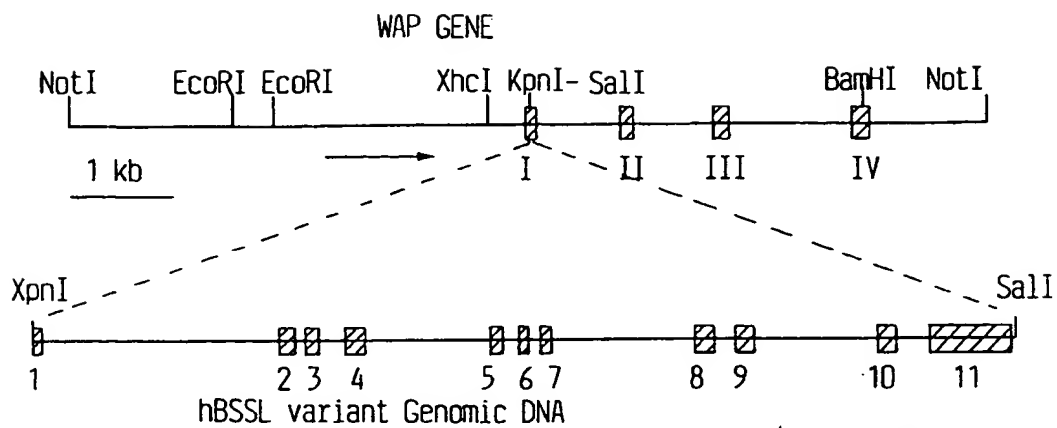 WAP GENE
NotI EcoRI EcoRI XhcI KpnI- SalI BamHI NotI
1 kb
I II III IV
XpnI SalI
1 2 3 4 5 6 7 8 9 10 11
hBSSL variant Genomic DNA